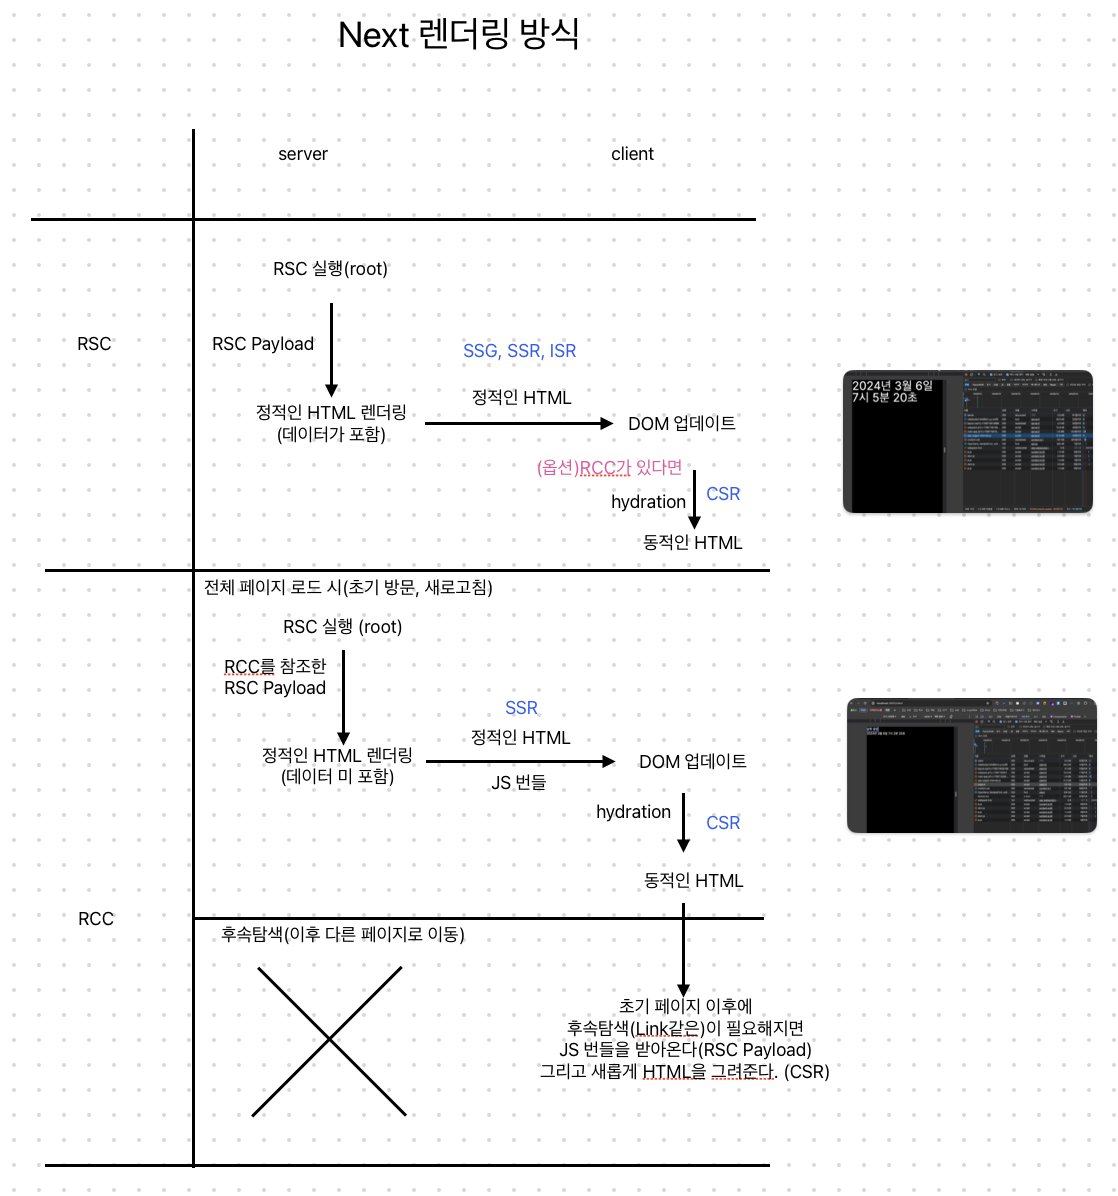 Next 렌더링 방식
server
client
RSC 실행(root)
RSC
RSC Payload
SSG, SSR, ISR
정적인 HTML
정적인 HTML 렌더링
(데이터가 포함)
DOM 업데이트
(옵션)RCC가 있다면
hydration
CSR
동적인 HTML
2024년 3월 6일
7시 5분 20초
전체 페이지 로드 시(초기 방문, 새로고침)
RSC 실행 (root)
RCC를 참조한
RSC Payload
SSR
정적인 HTML
정적인 HTML 렌더링
(데이터 미 포함)
JS 번들
DOM 업데이트
hydration
CSR
동적인 HTML
RCC
후속탐색(이후 다른 페이지로 이동)
초기 페이지 이후에
후속탐색(Link같은)이 필요해지면
JS 번들을 받아온다(RSC Payload)
그리고 새롭게 HTML을 그려준다. (CSR)